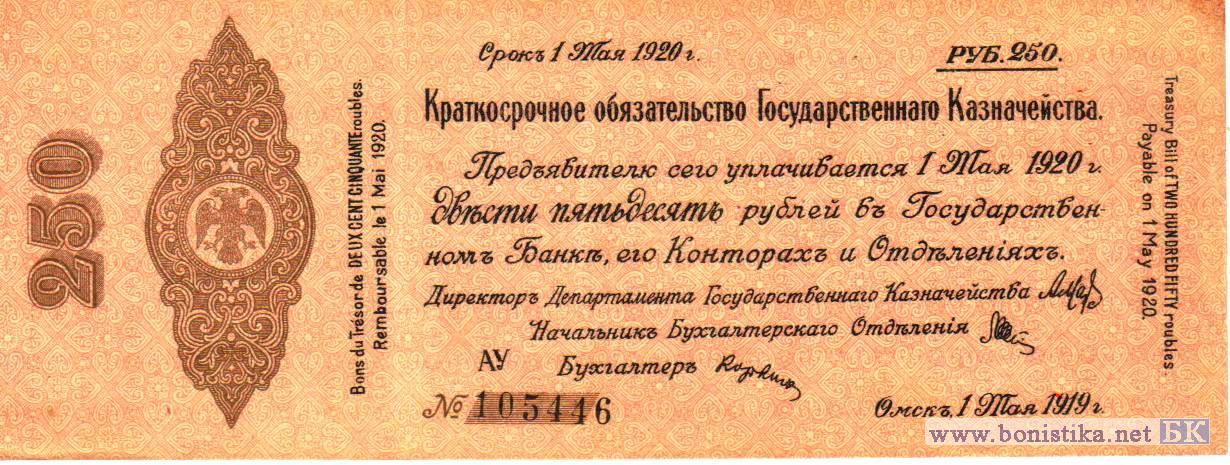 250
Bons du Trésor de DEUX CENT CINQUANTE roubles.
Remboursable le 1 Mai 1920.
Срокъ 1 Мая 1920 г.
РУБ. 250.
Краткосрочное обязательство Государственнаго Казначейства.
Предъявителю сего уплачивается 1 Мая 1920 г.
двѣсти пятьдесятъ рублей въ Государствен-
номъ Банкѣ, его Конторахъ и Отдѣленіяхъ.
Директоръ Департамента Государственнаго Казначейства
Начальникъ Бухгалтерскаго Отдѣленія
АУ Бухгалтеръ
№ 105446
Омскъ, 1 Мая 1919 г.
Treasury Bill of TWO HUNDRED FIFTY roubles.
Payable on 1 May 1920.
www.bonistika.net БК